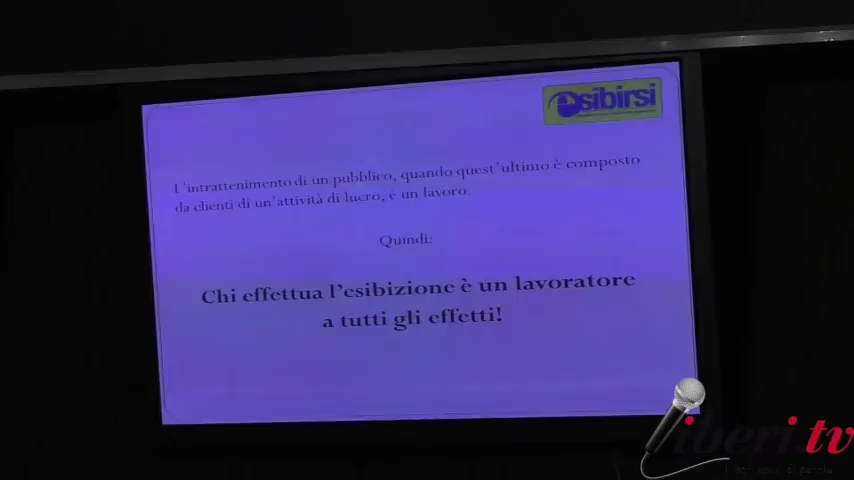 esibirsi
L'intrattenimento di un pubblico, quando quest'ultimo è composto
da clienti di un'attività di lucro, è un lavoro.
Quindi:
Chi effettua l'esibizione è un lavoratore
a tutti gli effetti!
liberi.tv